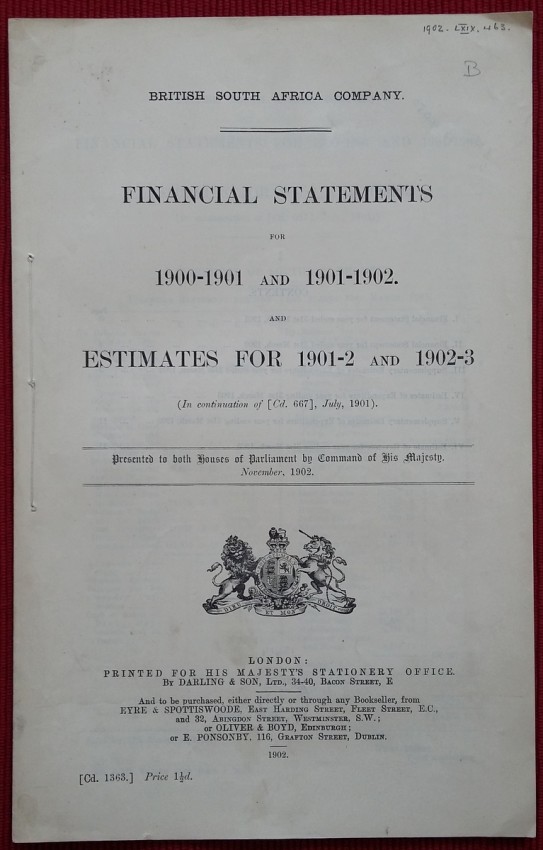 1902. LXIX. 463.
B
BRITISH SOUTH AFRICA COMPANY.
FINANCIAL STATEMENTS
FOR
1900-1901 AND 1901-1902.
AND
ESTIMATES FOR 1901-2 AND 1902-3
(In continuation of [Cd. 667], July, 1901).
Presented to both Houses of Parliament by Command of His Majesty.
November, 1902.
DIEU ET MON DROIT
LONDON:
PRINTED FOR HIS MAJESTY'S STATIONERY OFFICE.
BY DARLING & SON, LTD., 34-40, BACON STREET, E
And to be purchased, either directly or through any Bookseller, from
EYRE & SPOTTISWOODE, EAST HARDING STREET, FLEET STREET, E.C.,
and 32, ABINGDON STREET, WESTMINSTER, S.W.;
or OLIVER & BOYD, EDINBURGH;
or E. PONSONBY, 116, GRAFTON STREET, DUBLIN.
1902.
[Cd. 1363.] Price 1½d.